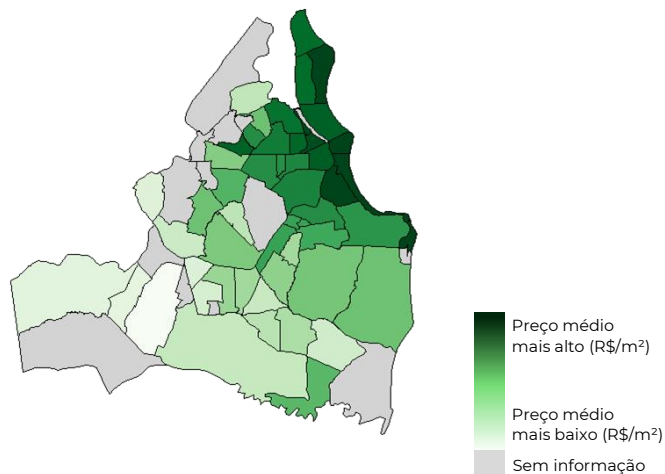 Preço médio
mais alto (R$/m²)
Preço médio
mais baixo (R$/m²)
Sem informação